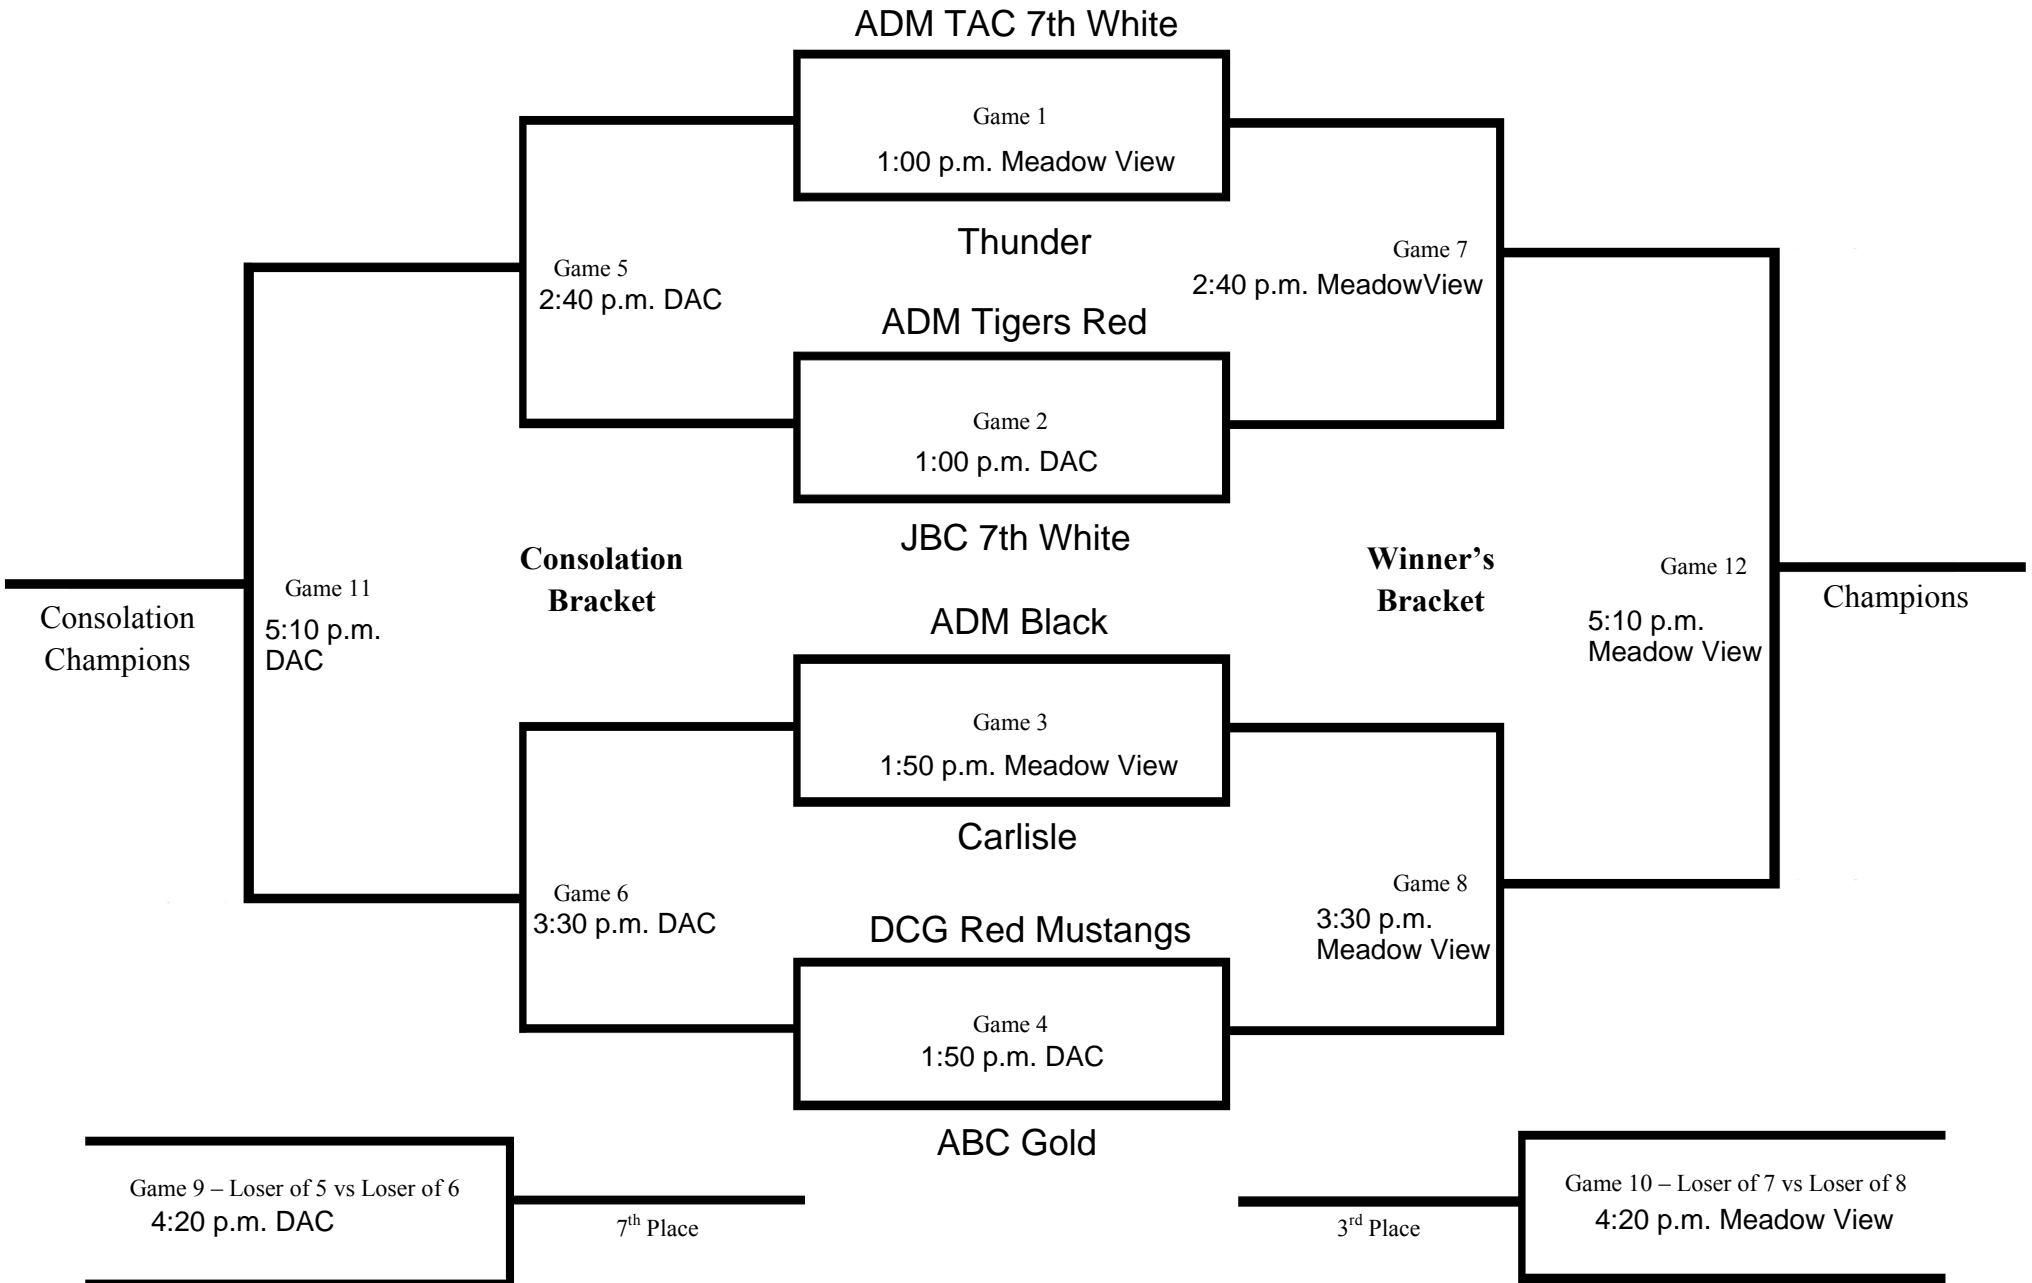 ADM TAC 7th White
Game 1
1:00 p.m. Meadow View
Thunder
Game 5
2:40 p.m. DAC
Game 7
2:40 p.m. MeadowView
ADM Tigers Red
Game 2
1:00 p.m. DAC
JBC 7th White
Consolation
Bracket
Winner's
Bracket
Game 11
5:10 p.m.
DAC
Consolation
Champions
Game 12
5:10 p.m.
Meadow View
Champions
ADM Black
Game 3
1:50 p.m. Meadow View
Carlisle
Game 6
3:30 p.m. DAC
Game 8
3:30 p.m.
Meadow View
DCG Red Mustangs
Game 4
1:50 p.m. DAC
ABC Gold
Game 9 – Loser of 5 vs Loser of 6
4:20 p.m. DAC
7th Place
3rd Place
Game 10 – Loser of 7 vs Loser of 8
4:20 p.m. Meadow View